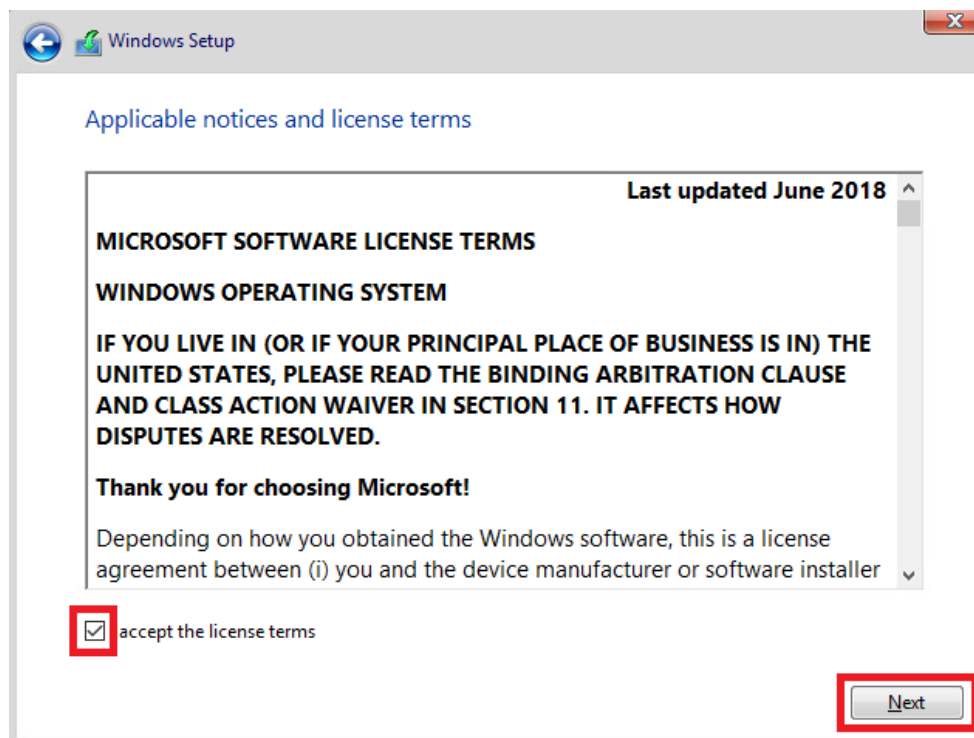 Windows Setup
Applicable notices and license terms
Last updated June 2018
MICROSOFT SOFTWARE LICENSE TERMS
WINDOWS OPERATING SYSTEM
IF YOU LIVE IN (OR IF YOUR PRINCIPAL PLACE OF BUSINESS IS IN) THE
UNITED STATES, PLEASE READ THE BINDING ARBITRATION CLAUSE
AND CLASS ACTION WAIVER IN SECTION 11. IT AFFECTS HOW
DISPUTES ARE RESOLVED.
Thank you for choosing Microsoft!
Depending on how you obtained the Windows software, this is a license
agreement between (i) you and the device manufacturer or software installer
accept the license terms
Next